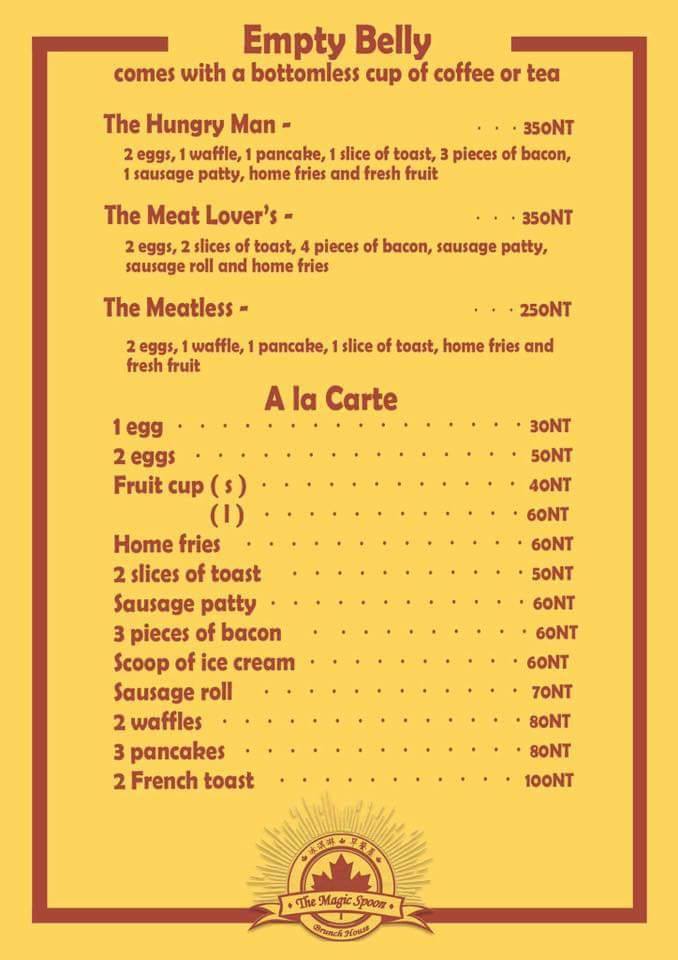 Empty Belly
comes with a bottomless cup of coffee or tea
The Hungry Man - . . . 350NT
2 eggs, 1 waffle, 1 pancake, 1 slice of toast, 3 pieces of bacon,
1 sausage patty, home fries and fresh fruit
The Meat Lover's - . . . 350NT
2 eggs, 2 slices of toast, 4 pieces of bacon, sausage patty,
sausage roll and home fries
The Meatless - . . . 250NT
2 eggs, 1 waffle, 1 pancake, 1 slice of toast, home fries and
fresh fruit
A la Carte
1 egg . . . . . . . . . . . . . . . . 30NT
2 eggs . . . . . . . . . . . . . . . 50NT
Fruit cup ( s ) . . . . . . . . . . . . 40NT
( l ) . . . . . . . . . . . . 60NT
Home fries . . . . . . . . . . . . . 60NT
2 slices of toast . . . . . . . . . . . 50NT
Sausage patty . . . . . . . . . . . . 60NT
3 pieces of bacon . . . . . . . . . . 60NT
Scoop of ice cream . . . . . . . . . . 60NT
Sausage roll . . . . . . . . . . . . 70NT
2 waffles . . . . . . . . . . . . . . 80NT
3 pancakes . . . . . . . . . . . . . 80NT
2 French toast . . . . . . . . . . . 100NT
冰淇淋 早餐屋
The Magic Spoon
Brunch House